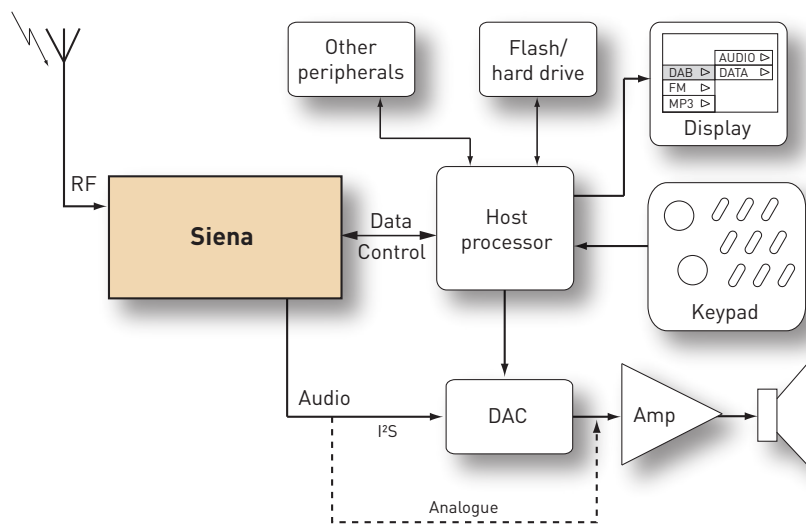 Other
peripherals
Flash/
hard drive
AUDIO
DAB
DATA
FM
MP3
Display
RF
Siena
Data
Control
Host
processor
Keypad
Audio
I²S
DAC
Amp
Analogue